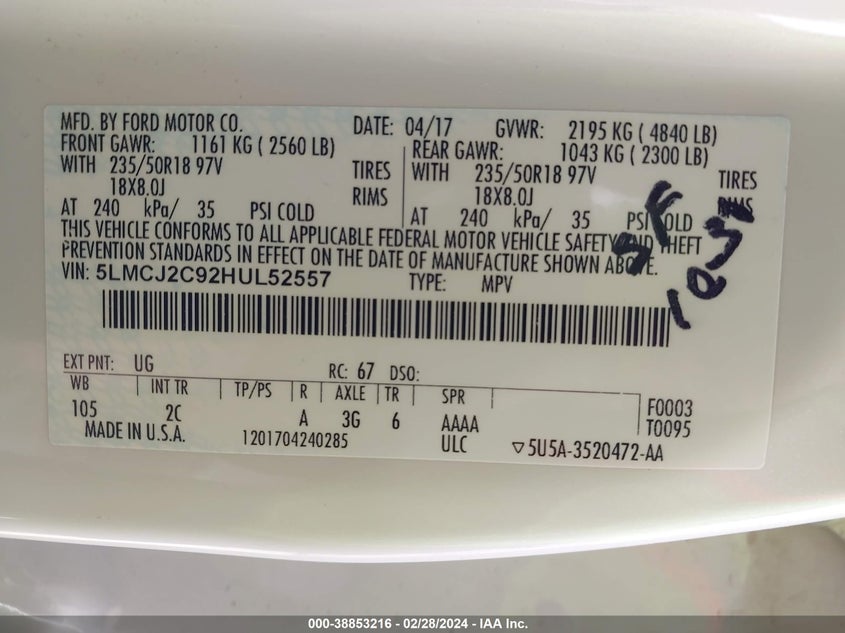 MFD. BY FORD MOTOR CO. DATE: 04/17 GVWR: 2195 KG ( 4840 LB)
FRONT GAWR: 1161 KG ( 2560 LB) REAR GAWR: 1043 KG ( 2300 LB)
WITH 235/50R18 97V TIRES WITH 235/50R18 97V TIRES
18X8.0J RIMS 18X8.0J RIMS
AT 240 kPa/ 35 PSI COLD AT 240 kPa/ 35 PSI COLD
THIS VEHICLE CONFORMS TO ALL APPLICABLE FEDERAL MOTOR VEHICLE SAFETY AND THEFT
PREVENTION STANDARDS IN EFFECT ON THE DATE OF MANUFACTURE SHOWN ABOVE.
VIN: 5LMCJ2C92HUL52557 TYPE: MPV
EXT PNT: UG RC: 67 DSO:
WB INT TR TP/PS R AXLE TR SPR
105 2C A 3G 6 AAAA F0003
MADE IN U.S.A. 1201704240285 ULC T0095
▽5U5A-3520472-AA
000-38853216 - 02/28/2024 - IAA Inc.